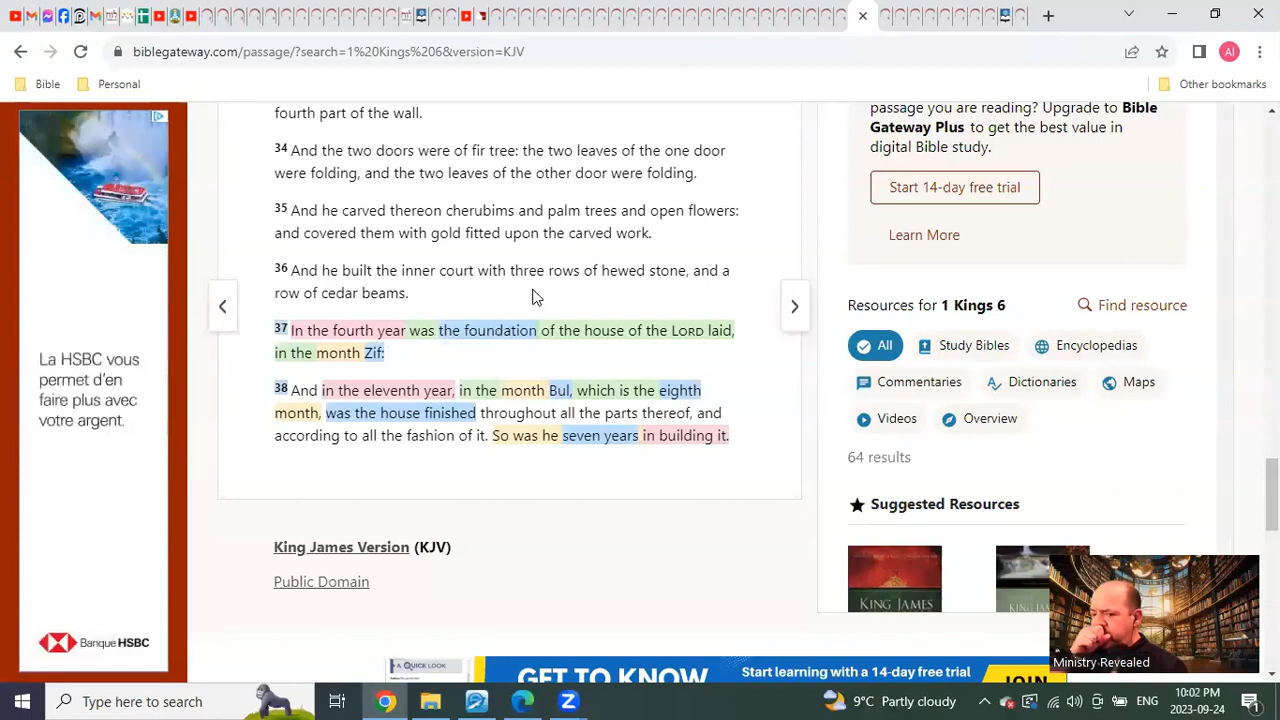 biblegateway.com/passage/?search=1%20Kings%206&version=KJV
AI
Bible
Personal
Other bookmarks
La HSBC vous
permet d'en
faire plus avec
votre argent.
Banque HSBC
fourth part of the wall.
34 And the two doors were of fir tree: the two leaves of the one door
were folding, and the two leaves of the other door were folding.
35 And he carved thereon cherubims and palm trees and open flowers:
and covered them with gold fitted upon the carved work.
36 And he built the inner court with three rows of hewed stone, and a
row of cedar beams.
37 In the fourth year was the foundation of the house of the LORD laid,
in the month Zif:
38 And in the eleventh year, in the month Bul, which is the eighth
month, was the house finished throughout all the parts thereof, and
according to all the fashion of it. So was he seven years in building it.
King James Version (KJV)
Public Domain
passage you are reading? Upgrade to Bible
Gateway Plus to get the best value in
digital Bible study.
Start 14-day free trial
Learn More
Resources for 1 Kings 6
Find resource
All
Study Bibles
Encyclopedias
Commentaries
Dictionaries
Maps
Videos
Overview
64 results
Suggested Resources
KING JAMES
Ministry Revealed
A QUICK LOOK
GET TO KNOW
Start learning with a 14-day free trial
JOIN
Type here to search
9°C Partly cloudy
ENG
10:02 PM
2023-09-24
1